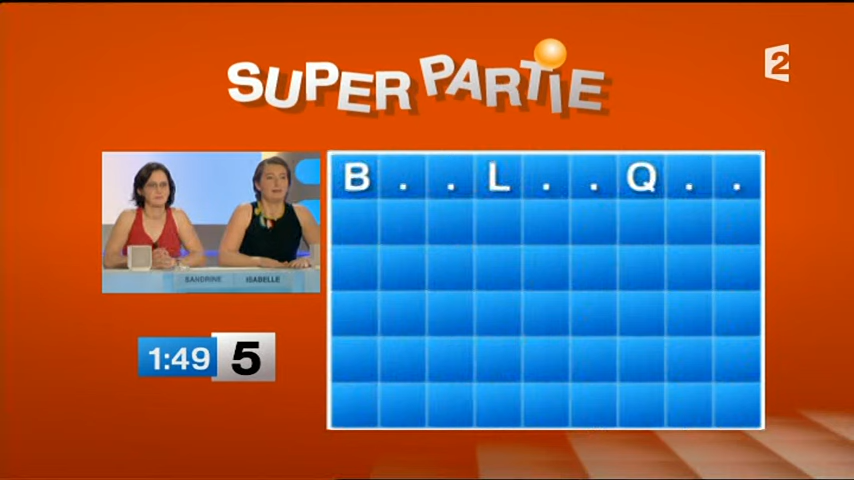 SUPER PARTIE
2
B . . L . . Q . .
SANDRINE ISABELLE
1:49 5